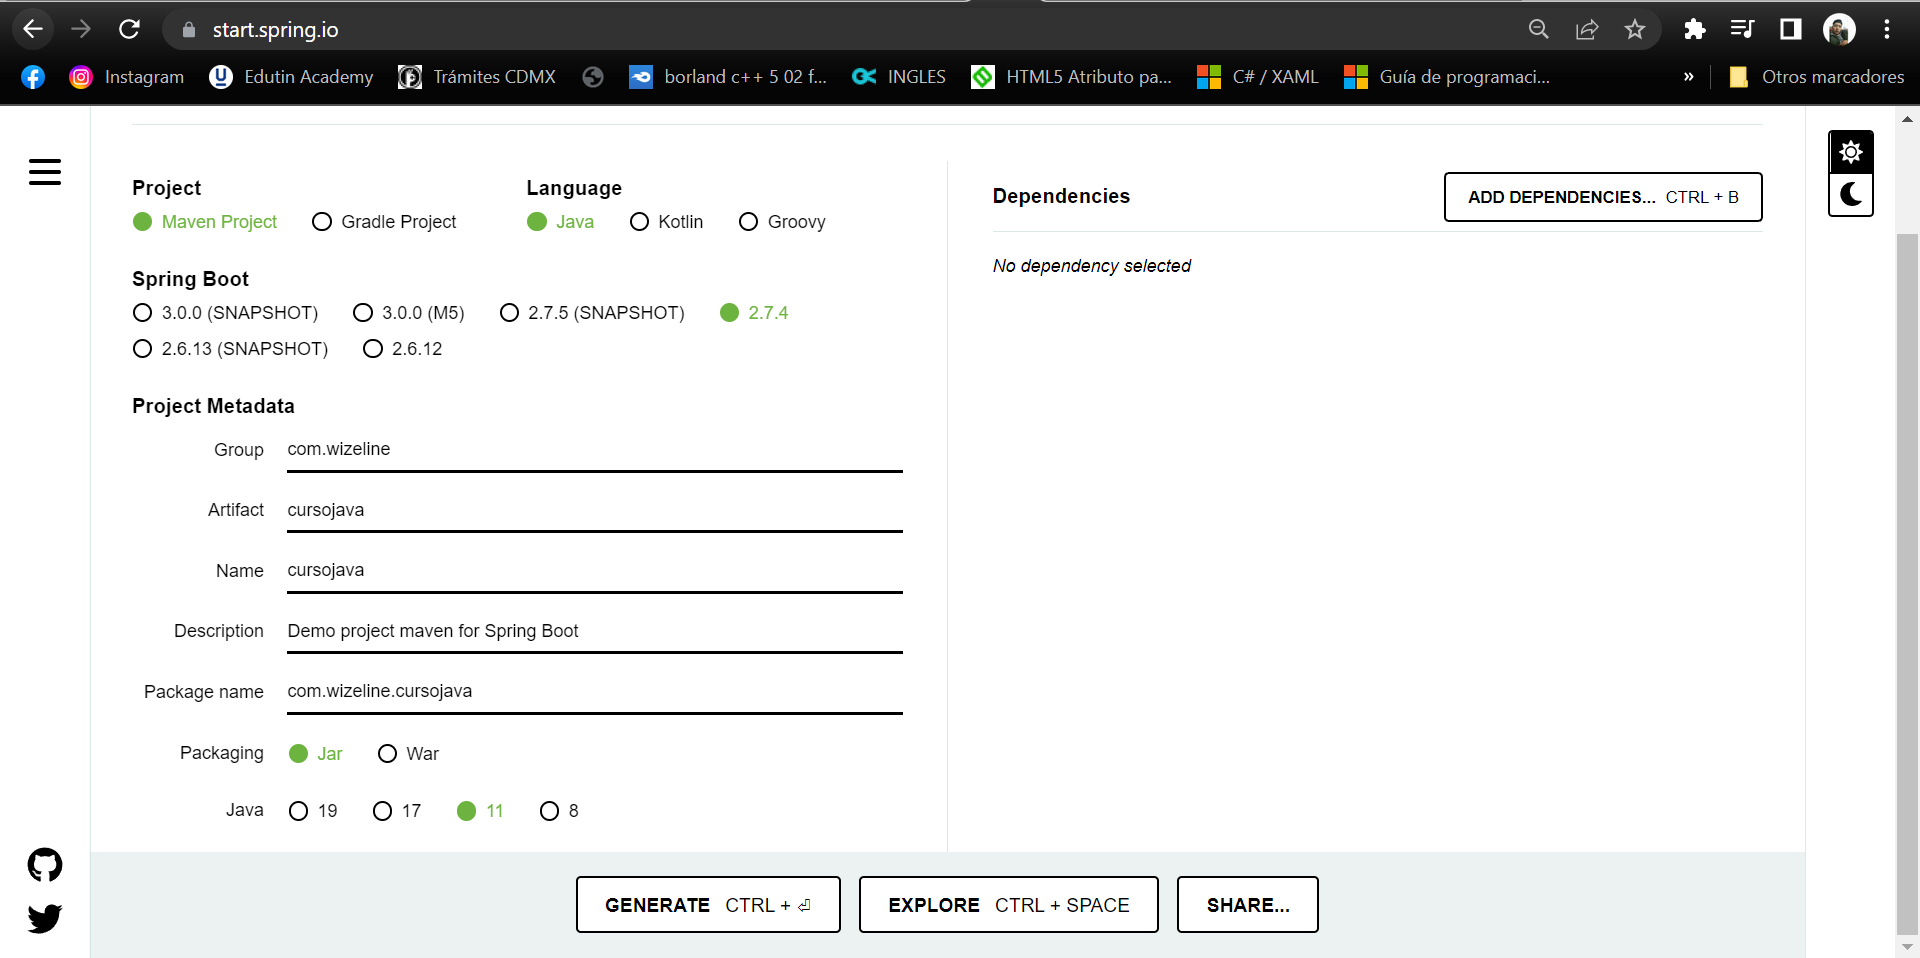 start.spring.io
Instagram
Edutin Academy
Trámites CDMX
borland c++ 5 02 f...
INGLES
HTML5 Atributo pa...
C# / XAML
Guía de programaci...
»
Otros marcadores
Project
Maven Project
Gradle Project
Language
Java
Kotlin
Groovy
Spring Boot
3.0.0 (SNAPSHOT)
3.0.0 (M5)
2.7.5 (SNAPSHOT)
2.7.4
2.6.13 (SNAPSHOT)
2.6.12
Project Metadata
Group com.wizeline
Artifact cursojava
Name cursojava
Description Demo project maven for Spring Boot
Package name com.wizeline.cursojava
Packaging Jar War
Java 19 17 11 8
Dependencies
ADD DEPENDENCIES... CTRL + B
No dependency selected
GENERATE CTRL + ⏎
EXPLORE CTRL + SPACE
SHARE...